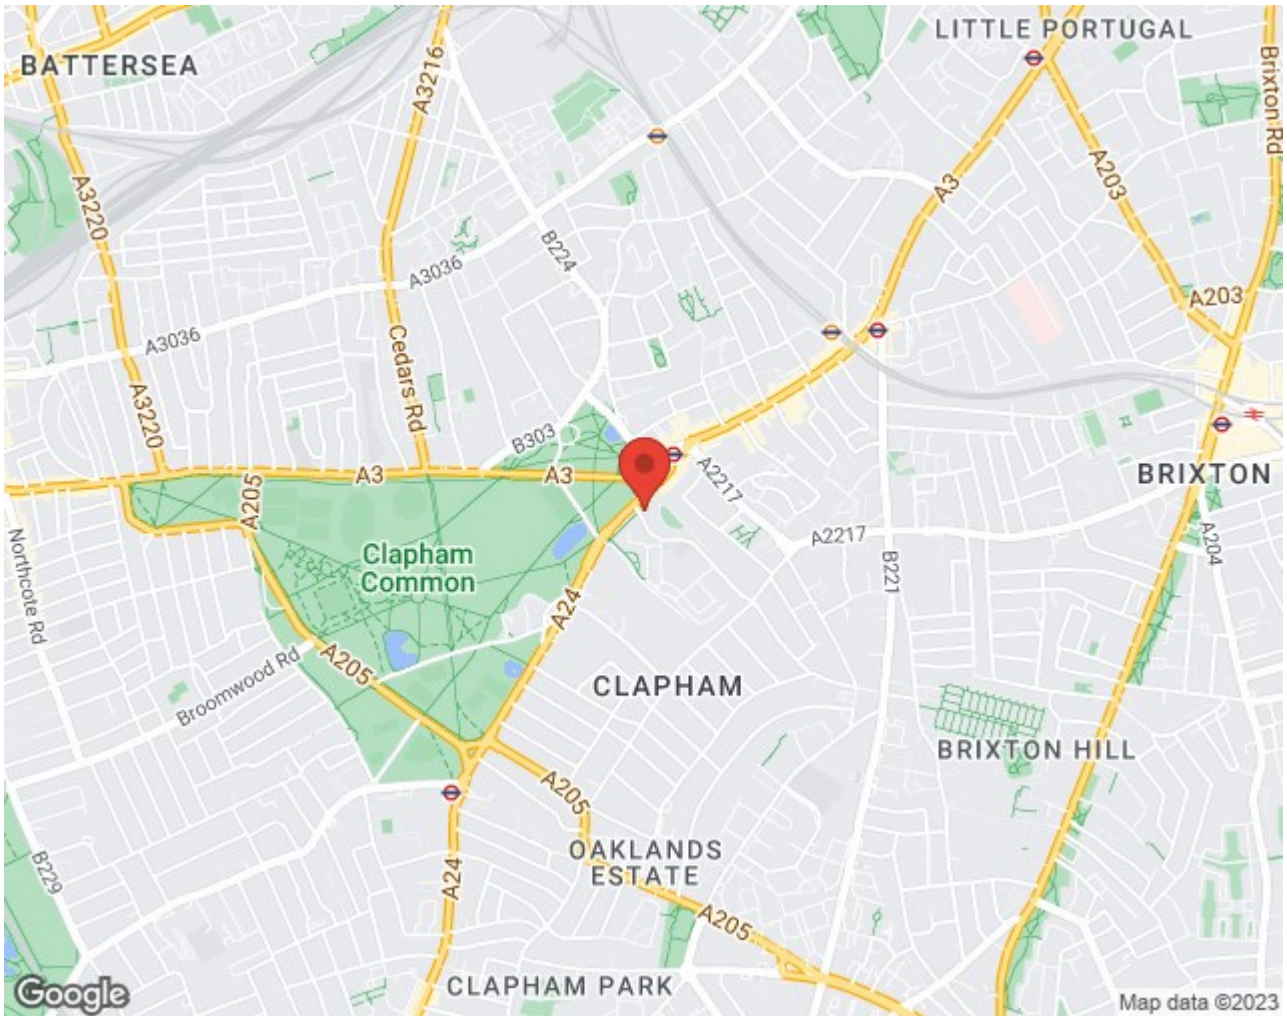 LITTLE PORTUGAL
BATTERSEA
A3216
Brixton Rd
A3220
A3
A203
B224
A3036
A203
A3036
Cedars Rd
A3220
B303
A3
A3
A2217
BRIXTON
A205
A2217
A204
Clapham
Common
B221
Northcote Rd
A24
A205
Broomwood Rd
CLAPHAM
BRIXTON HILL
A205
OAKLANDS
ESTATE
B229
A24
A205
CLAPHAM PARK
Google
Map data ©2023